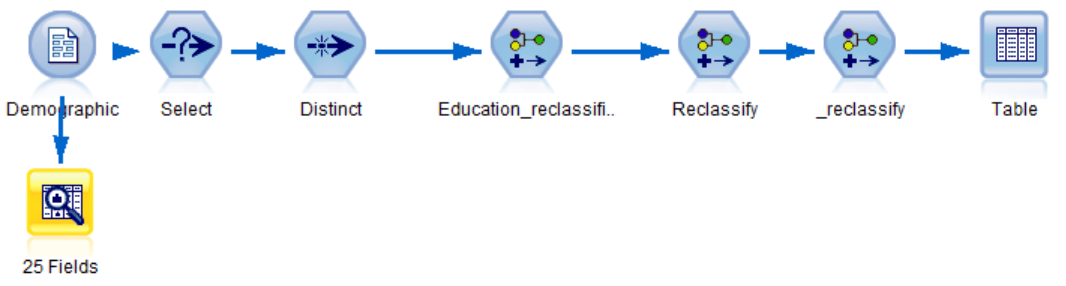 Demographic
Select
Distinct
Education_reclassifi..
Reclassify
_reclassify
Table
25 Fields